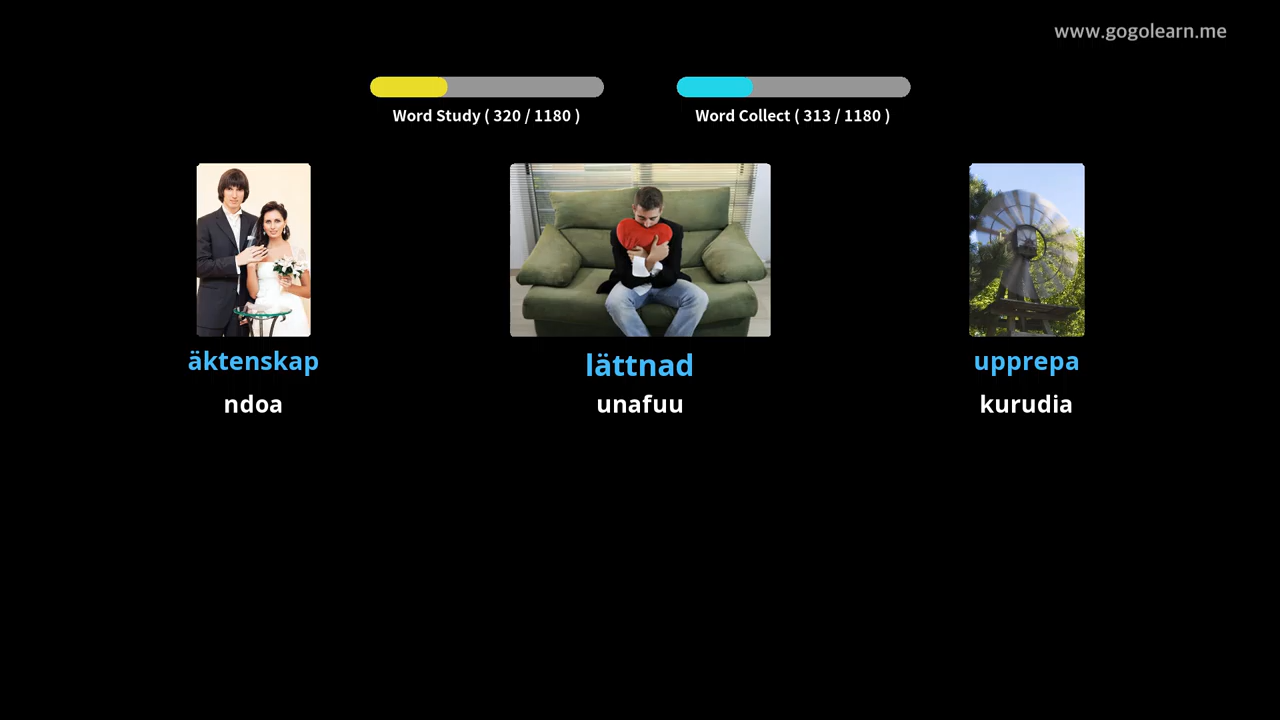 www.gogolearn.me
Word Study ( 320 / 1180 )
Word Collect ( 313 / 1180 )
äktenskap
lättnad
upprepa
ndoa
unafuu
kurudia